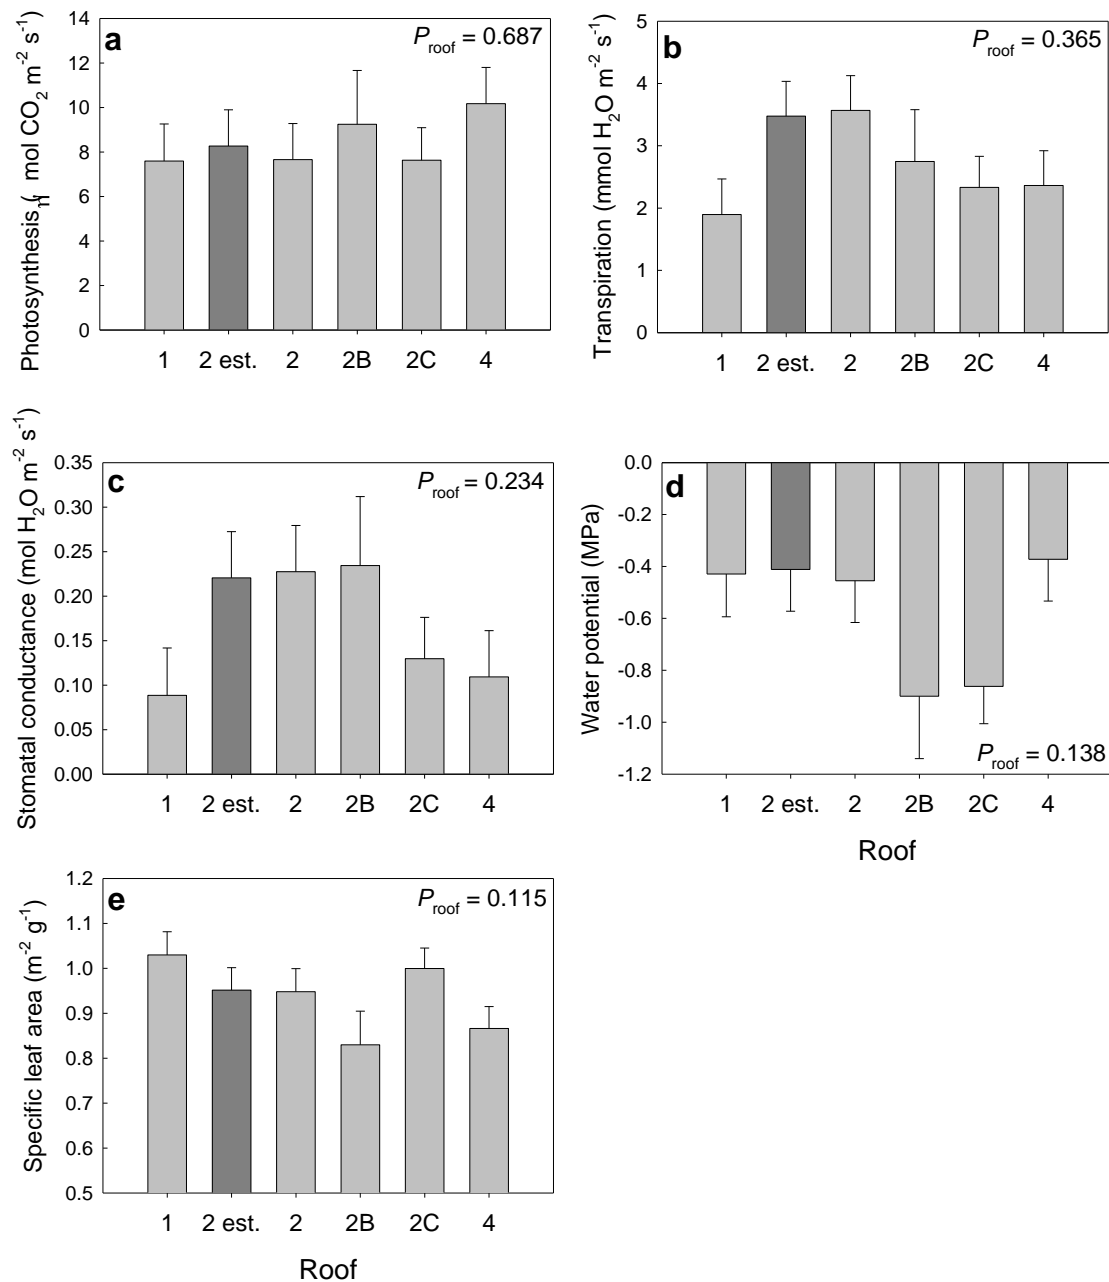 a
P_roof = 0.687
Photosynthesis ( mol CO₂ m⁻² s⁻¹)
14
12
10
8
6
4
2
0
1 2 est. 2 2B 2C 4
b
P_roof = 0.365
Transpiration (mmol H₂O m⁻² s⁻¹)
5
4
3
2
1
0
1 2 est. 2 2B 2C 4
c
P_roof = 0.234
Stomatal conductance (mol H₂O m⁻² s⁻¹)
0.35
0.30
0.25
0.20
0.15
0.10
0.05
0.00
1 2 est. 2 2B 2C 4
d
Water potential (MPa)
0.0
-0.2
-0.4
-0.6
-0.8
-1.0
-1.2
P_roof = 0.138
1 2 est. 2 2B 2C 4
Roof
e
P_roof = 0.115
Specific leaf area (m⁻² g⁻¹)
1.2
1.1
1.0
0.9
0.8
0.7
0.6
0.5
1 2 est. 2 2B 2C 4
Roof